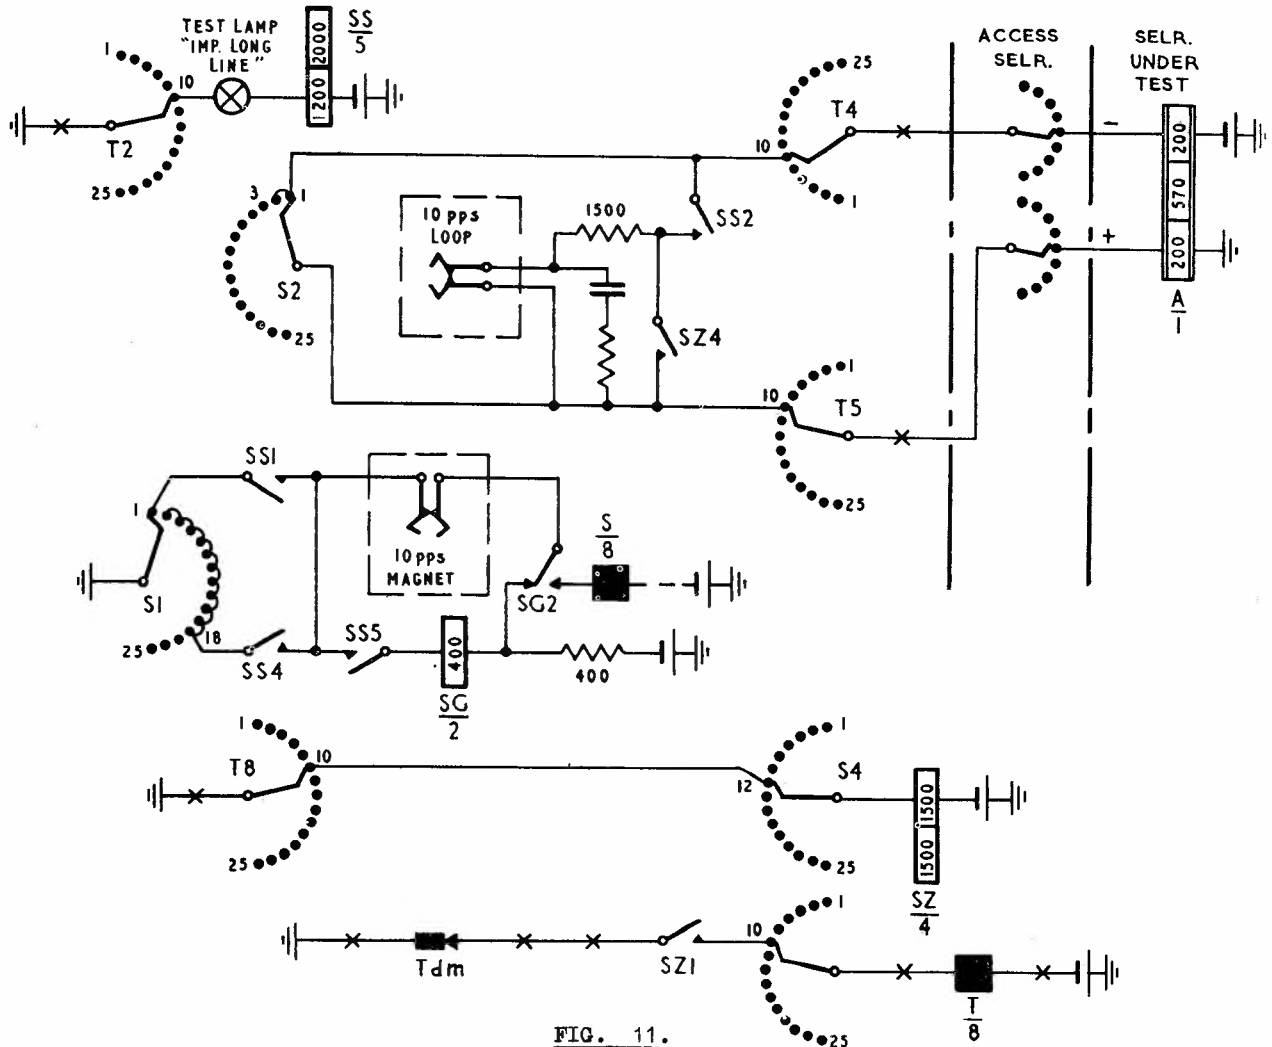 TEST LAMP
"IMP. LONG
LINE"
1
10
25
T2
1200
2000
SS
5
25
T4
10
1
ACCESS
SELR.
SELR.
UNDER
TEST
-
200
570
200
+
A
1
3
1
S2
25
10 pps
LOOP
1500
SS2
SZ4
10
1
T5
25
SS1
1
S1
25
18
SS4
10 pps
MAGNET
SS5
400
SG
2
SG2
S
8
400
1
T8
10
25
1
12
S4
25
1500
1500
SZ
4
Tdm
SZ1
10
1
25
T
8
FIG. 11.